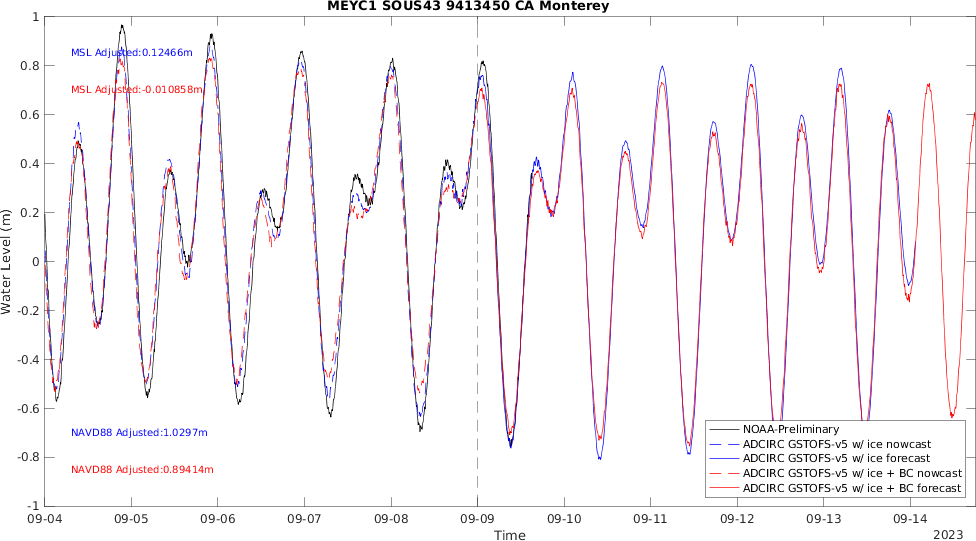 MEYC1 SOUS43 9413450 CA Monterey
MSL Adjusted:0.12466m
MSL Adjusted:-0.010858m
NAVD88 Adjusted:1.0297m
NAVD88 Adjusted:0.89414m
Water Level (m)
1
0.8
0.6
0.4
0.2
0
-0.2
-0.4
-0.6
-0.8
-1
NOAA-Preliminary
ADCIRC GSTOFS-v5 w/ ice nowcast
ADCIRC GSTOFS-v5 w/ ice forecast
ADCIRC GSTOFS-v5 w/ ice + BC nowcast
ADCIRC GSTOFS-v5 w/ ice + BC forecast
09-04 09-05 09-06 09-07 09-08 09-09 09-10 09-11 09-12 09-13 09-14
Time
2023